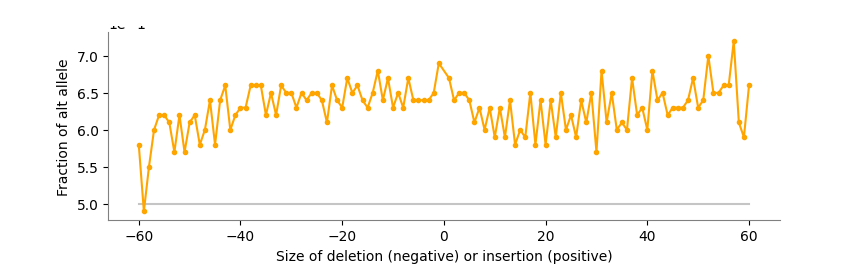 7.0
6.5
6.0
5.5
5.0
Fraction of alt allele
−60 −40 −20 0 20 40 60
Size of deletion (negative) or insertion (positive)